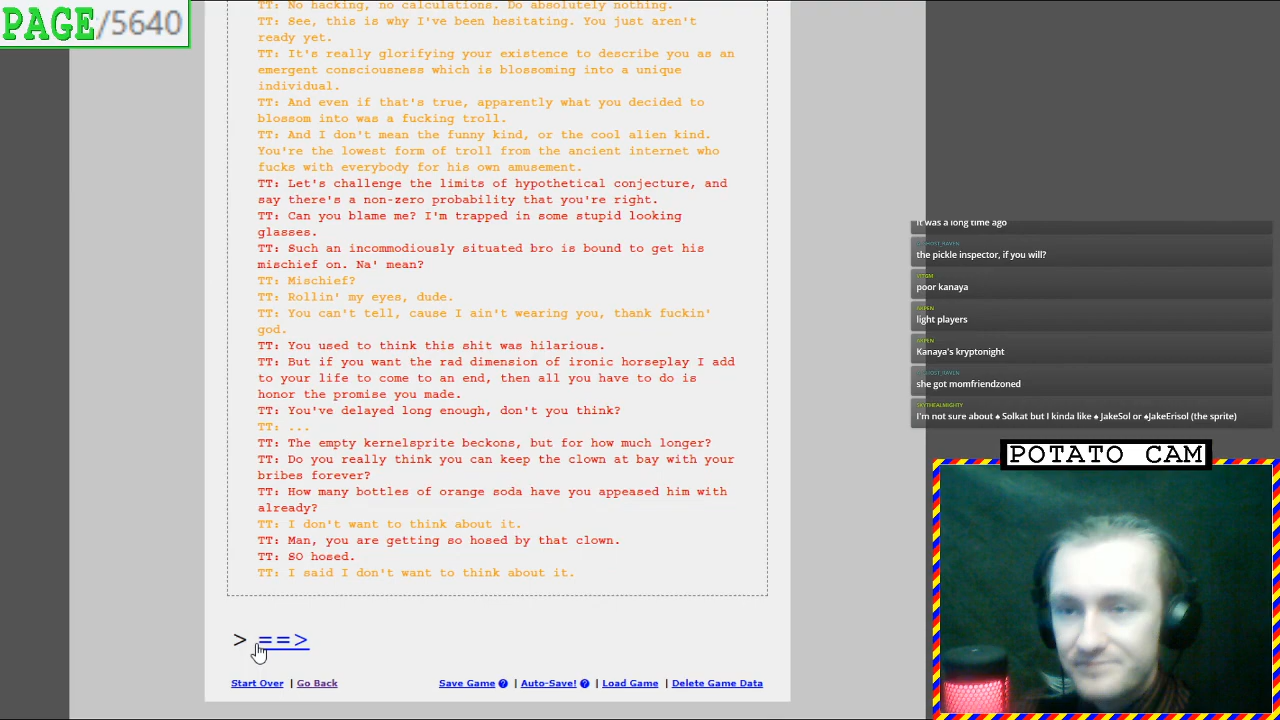 PAGE/5640
TT: No hacking, no calculations. Do absolutely nothing.
TT: See, this is why I've been hesitating. You just aren't
ready yet.
TT: It's really glorifying your existence to describe you as an
emergent consciousness which is blossoming into a unique
individual.
TT: And even if that's true, apparently what you decided to
blossom into was a fucking troll.
TT: And I don't mean the funny kind, or the cool alien kind.
You're the lowest form of troll from the ancient internet who
fucks with everybody for his own amusement.
TT: Let's challenge the limits of hypothetical conjecture, and
say there's a non-zero probability that you're right.
TT: Can you blame me? I'm trapped in some stupid looking
glasses.
TT: Such an incommodiously situated bro is bound to get his
mischief on. Na' mean?
TT: Mischief?
TT: Rollin' my eyes, dude.
TT: You can't tell, cause I ain't wearing you, thank fuckin'
god.
TT: You used to think this shit was hilarious.
TT: But if you want the rad dimension of ironic horseplay I add
to your life to come to an end, then all you have to do is
honor the promise you made.
TT: You've delayed long enough, don't you think?
TT: ...
TT: The empty kernelsprite beckons, but for how much longer?
TT: Do you really think you can keep the clown at bay with your
bribes forever?
TT: How many bottles of orange soda have you appeased him with
already?
TT: I don't want to think about it.
TT: Man, you are getting so hosed by that clown.
TT: SO hosed.
TT: I said I don't want to think about it.
> ==>
Start Over | Go Back
Save Game ? | Auto-Save! ? | Load Game | Delete Game Data
It was a long time ago
the pickle inspector, if you will?
poor kanaya
light players
Kanaya's kryptonight
she got momfriendzoned
I'm not sure about ♠ Solkat but I kinda like ♠ JakeSol or ♠JakeErisol (the sprite)
POTATO CAM